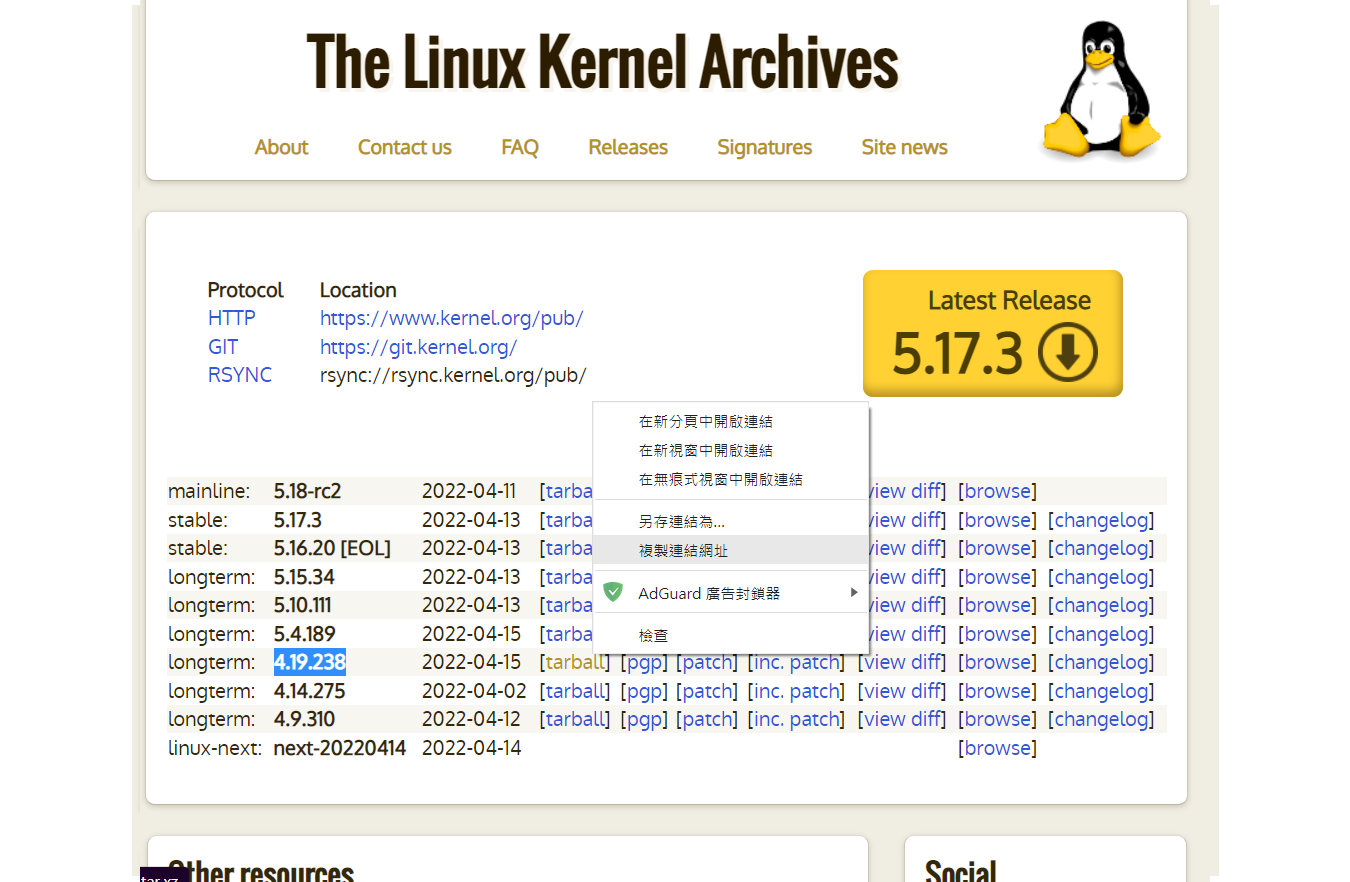 The Linux Kernel Archives
About Contact us FAQ Releases Signatures Site news
Protocol Location
HTTP https://www.kernel.org/pub/
GIT https://git.kernel.org/
RSYNC rsync://rsync.kernel.org/pub/
Latest Release
5.17.3
在新分頁中開啟連結
在新視窗中開啟連結
在無痕式視窗中開啟連結
另存連結為...
複製連結網址
AdGuard 廣告封鎖器
檢查
mainline: 5.18-rc2 2022-04-11 [tarba view diff] [browse]
stable: 5.17.3 2022-04-13 [tarba view diff] [browse] [changelog]
stable: 5.16.20 [EOL] 2022-04-13 [tarba view diff] [browse] [changelog]
longterm: 5.15.34 2022-04-13 [tarba view diff] [browse] [changelog]
longterm: 5.10.111 2022-04-13 [tarba view diff] [browse] [changelog]
longterm: 5.4.189 2022-04-15 [tarba view diff] [browse] [changelog]
longterm: 4.19.238 2022-04-15 [tarball] [pgp] [patch] [inc. patch] [view diff] [browse] [changelog]
longterm: 4.14.275 2022-04-02 [tarball] [pgp] [patch] [inc. patch] [view diff] [browse] [changelog]
longterm: 4.9.310 2022-04-12 [tarball] [pgp] [patch] [inc. patch] [view diff] [browse] [changelog]
linux-next: next-20220414 2022-04-14 [browse]
Other resources
Social
tar.xz